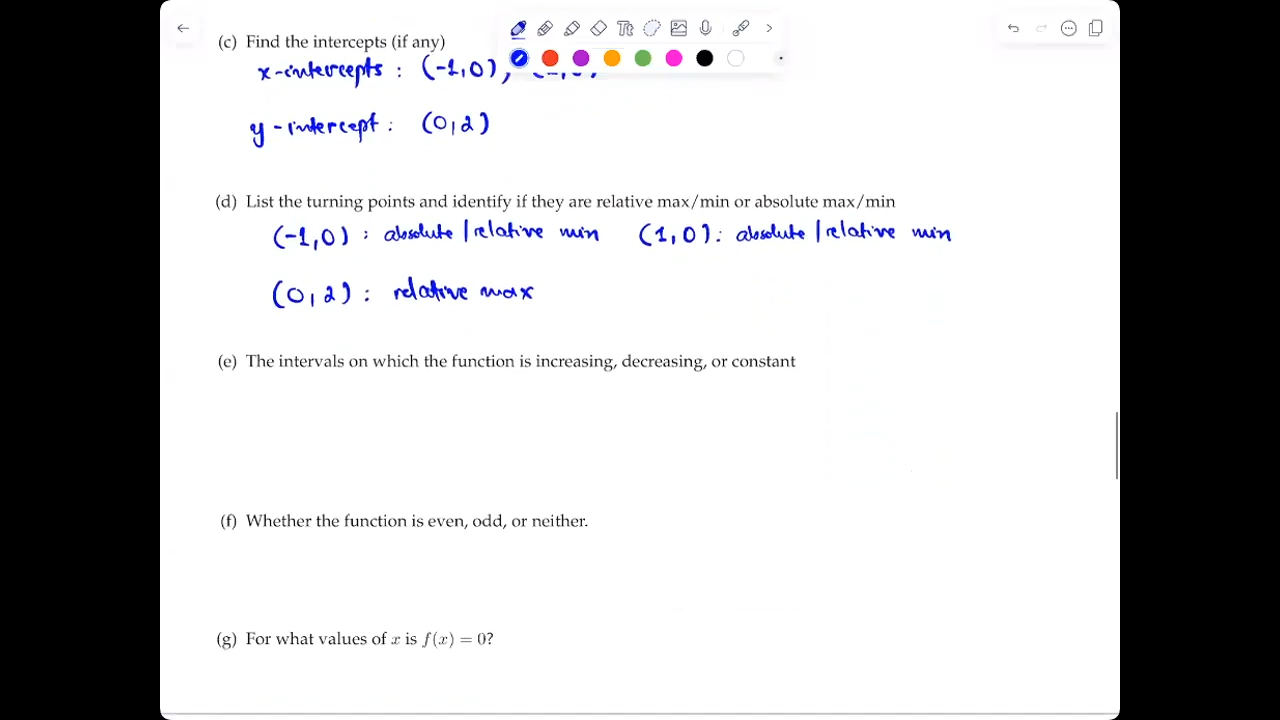 (c) Find the intercepts (if any)
x-intercepts : (-1,0),
y-intercept : (0,2)
(d) List the turning points and identify if they are relative max/min or absolute max/min
(-1,0) : absolute/relative min (1,0) : absolute/relative min
(0,2) : relative max
(e) The intervals on which the function is increasing, decreasing, or constant
(f) Whether the function is even, odd, or neither.
(g) For what values of x is f(x) = 0?